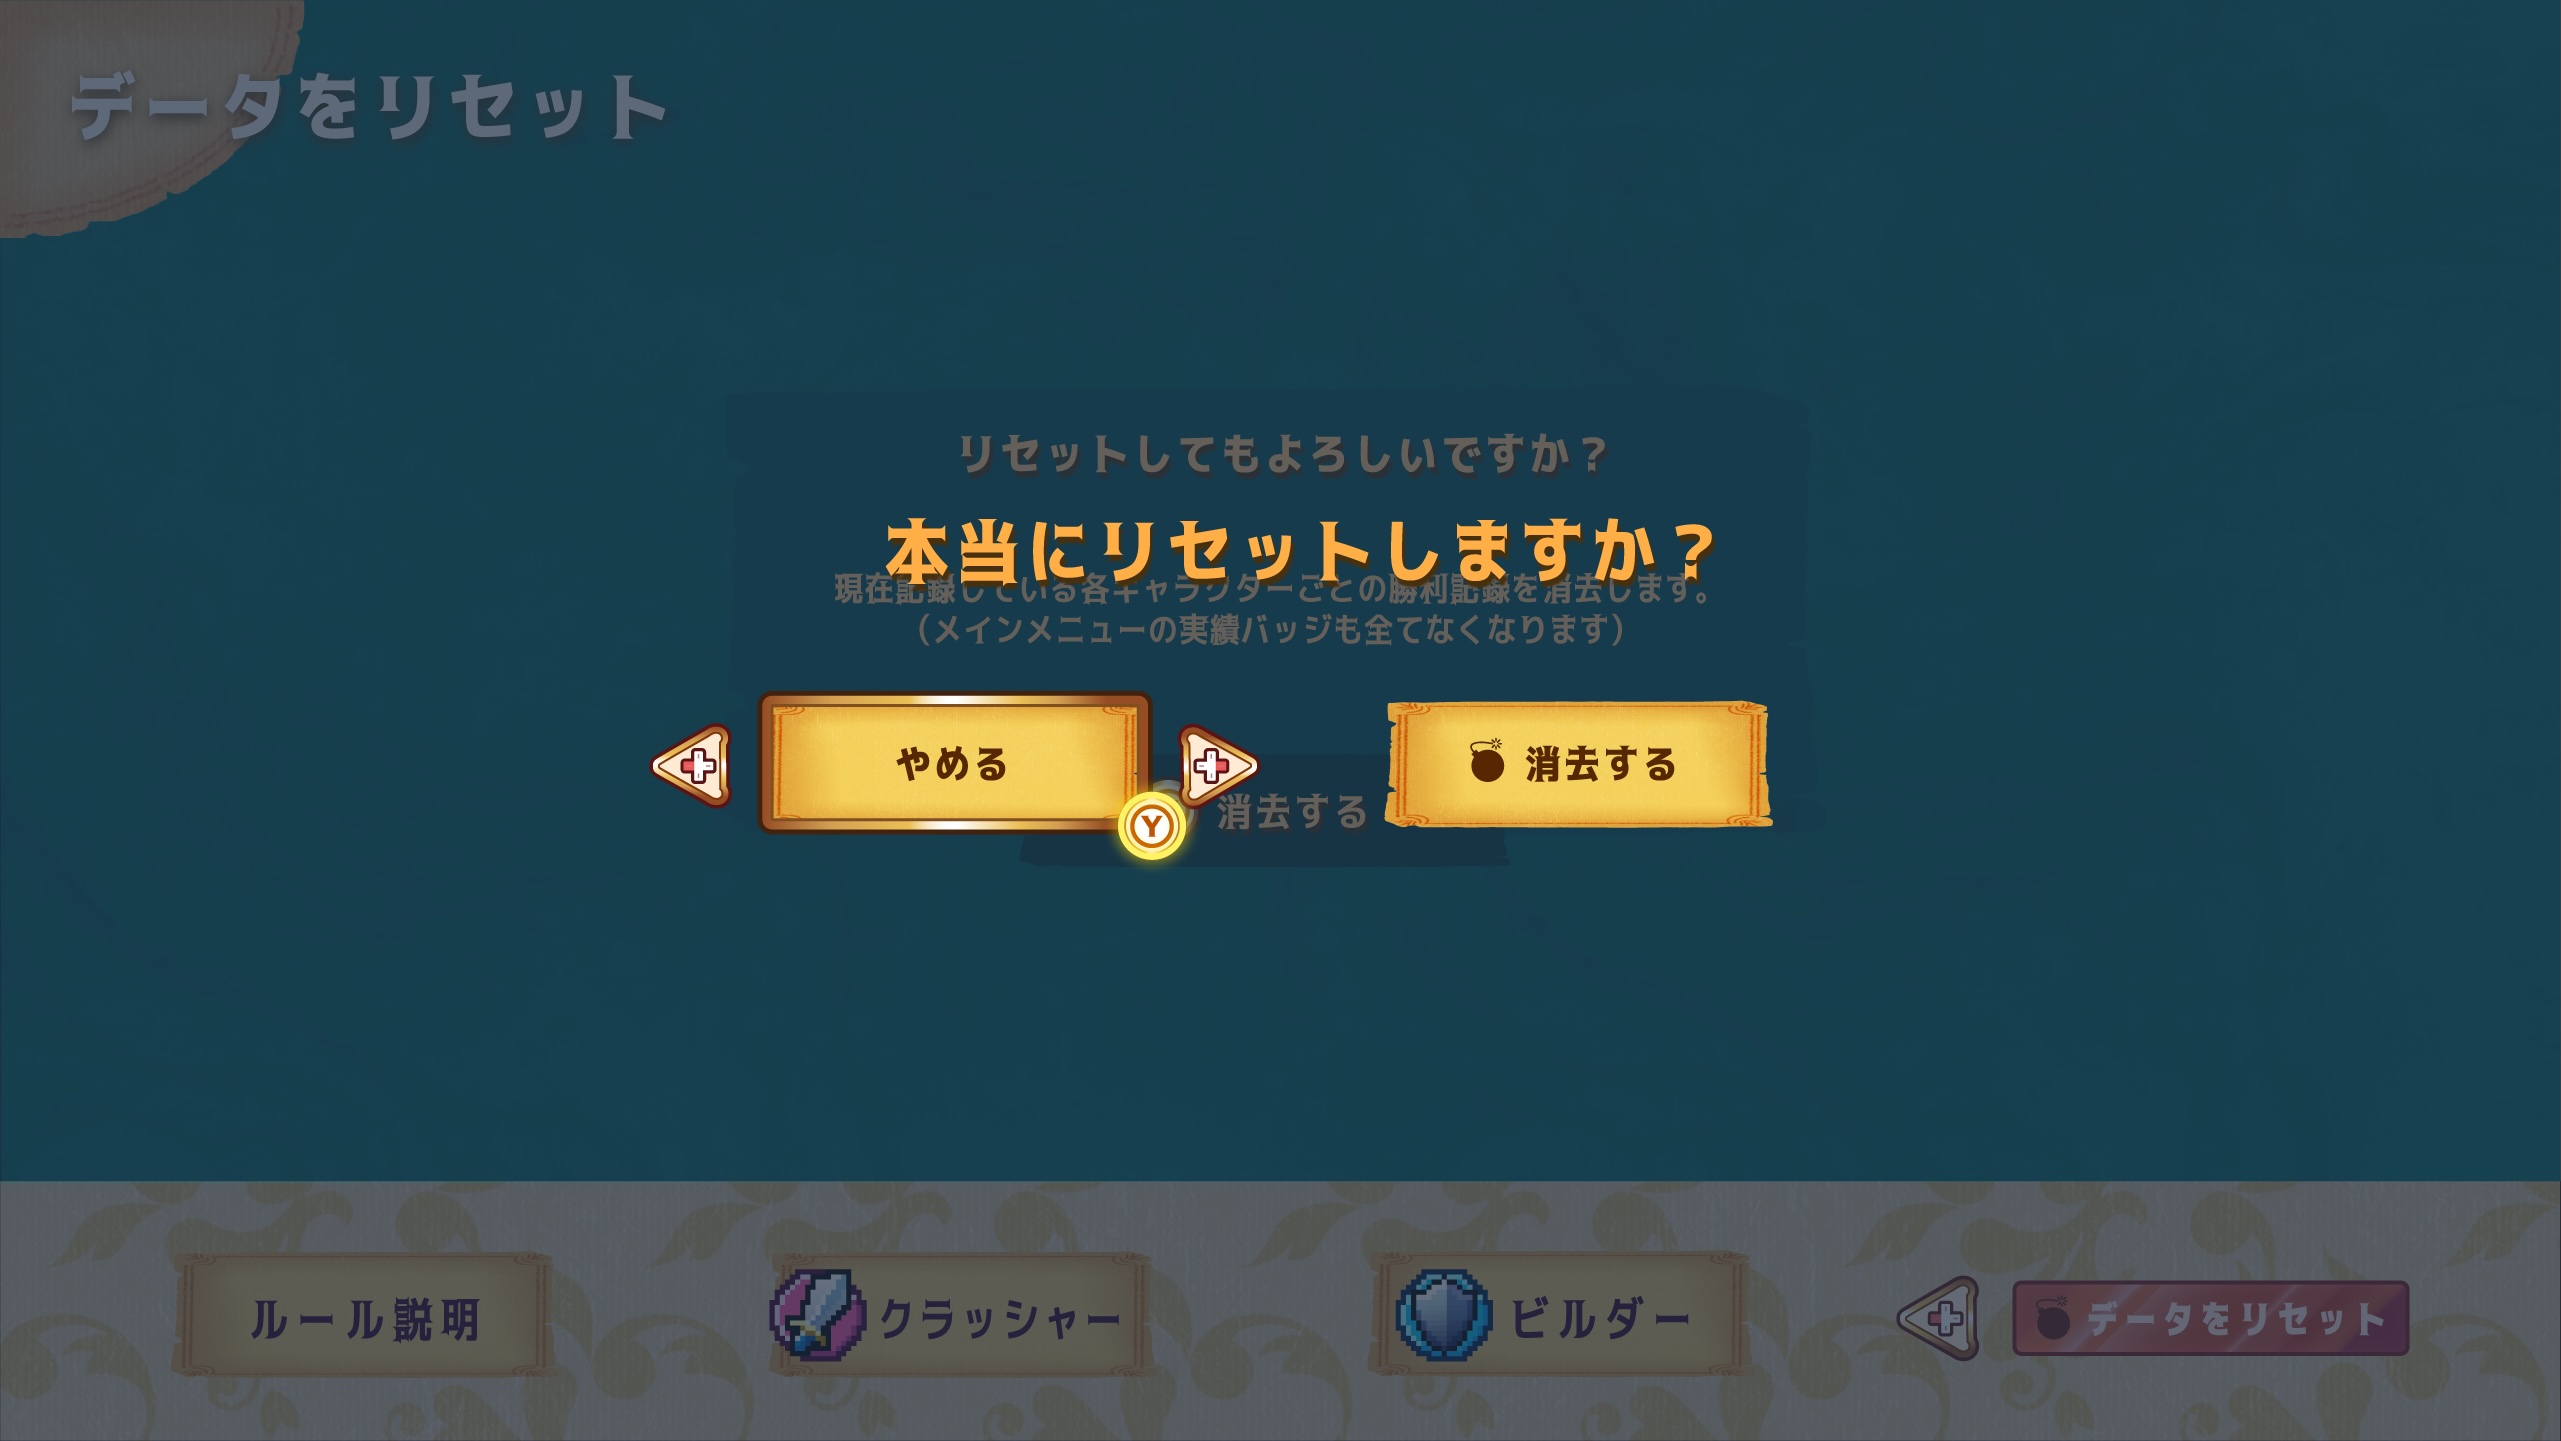 データをリセット
リセットしてもよろしいですか？
本当にリセットしますか？
現在記録している各キャラクターごとの勝利記録を消去します。
（メインメニューの実績バッジも全てなくなります）
やめる
消去する
Y
消去する
ルール説明
クラッシャー
ビルダー
データをリセット